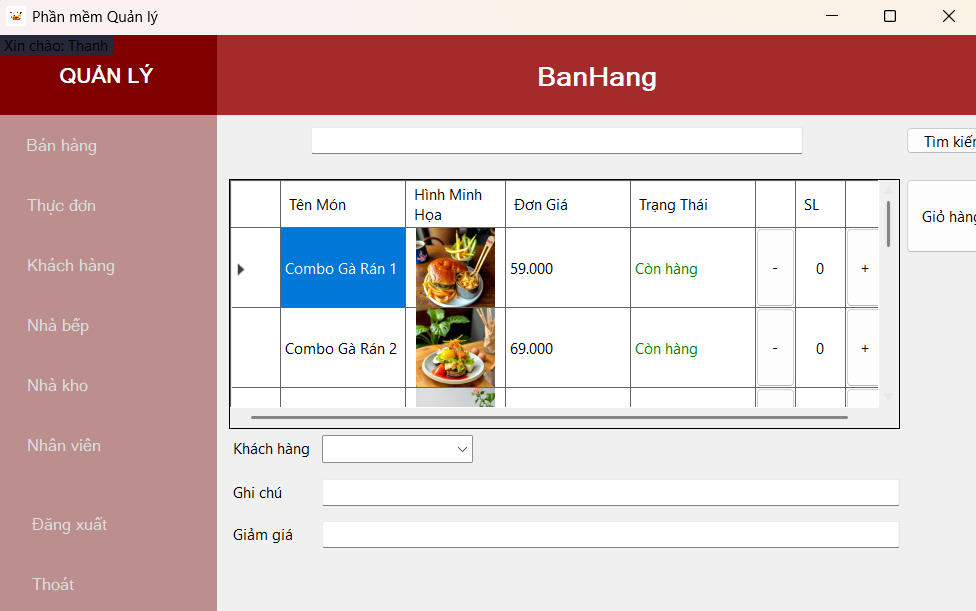 Phần mềm Quản lý
Xin chào: Thanh
QUẢN LÝ
BanHang
Bán hàng
Thực đơn
Khách hàng
Nhà bếp
Nhà kho
Nhân viên
Đăng xuất
Thoát
Tìm kiếm
Giỏ hàng
Tên Món
Hình Minh
Họa
Đơn Giá
Trạng Thái
SL
Combo Gà Rán 1
59.000
Còn hàng
-
0
+
Combo Gà Rán 2
69.000
Còn hàng
-
0
+
Khách hàng
Ghi chú
Giảm giá